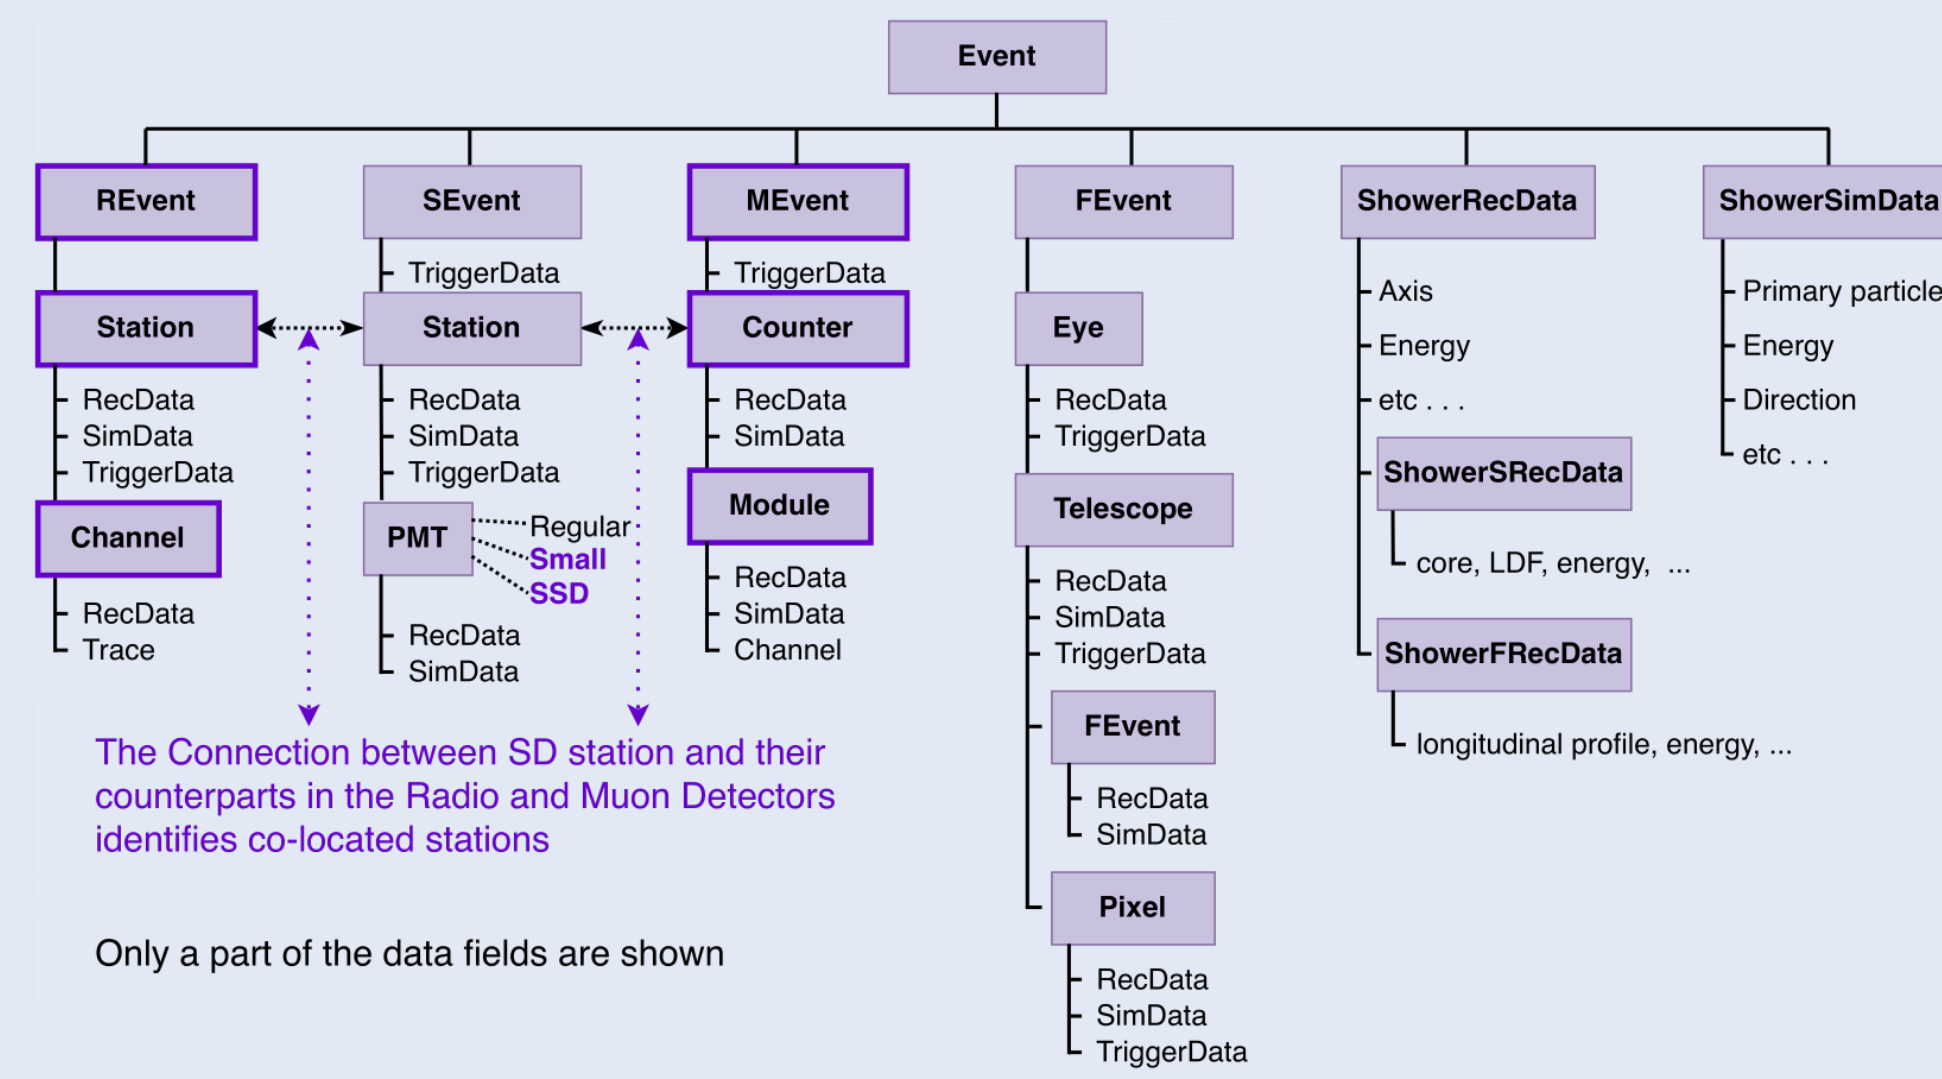 Event
REvent
SEvent
MEvent
FEvent
ShowerRecData
ShowerSimData
Station
RecData
SimData
TriggerData
Channel
RecData
Trace
TriggerData
Station
RecData
SimData
TriggerData
PMT
Regular
Small
SSD
RecData
SimData
TriggerData
Counter
RecData
SimData
Module
RecData
SimData
Channel
Eye
RecData
TriggerData
Telescope
RecData
SimData
TriggerData
FEvent
RecData
SimData
Pixel
RecData
SimData
TriggerData
Axis
Energy
etc . . .
ShowerSRecData
core, LDF, energy, ...
ShowerFRecData
longitudinal profile, energy, ...
Primary particle
Energy
Direction
etc . . .
The Connection between SD station and their
counterparts in the Radio and Muon Detectors
identifies co-located stations
Only a part of the data fields are shown